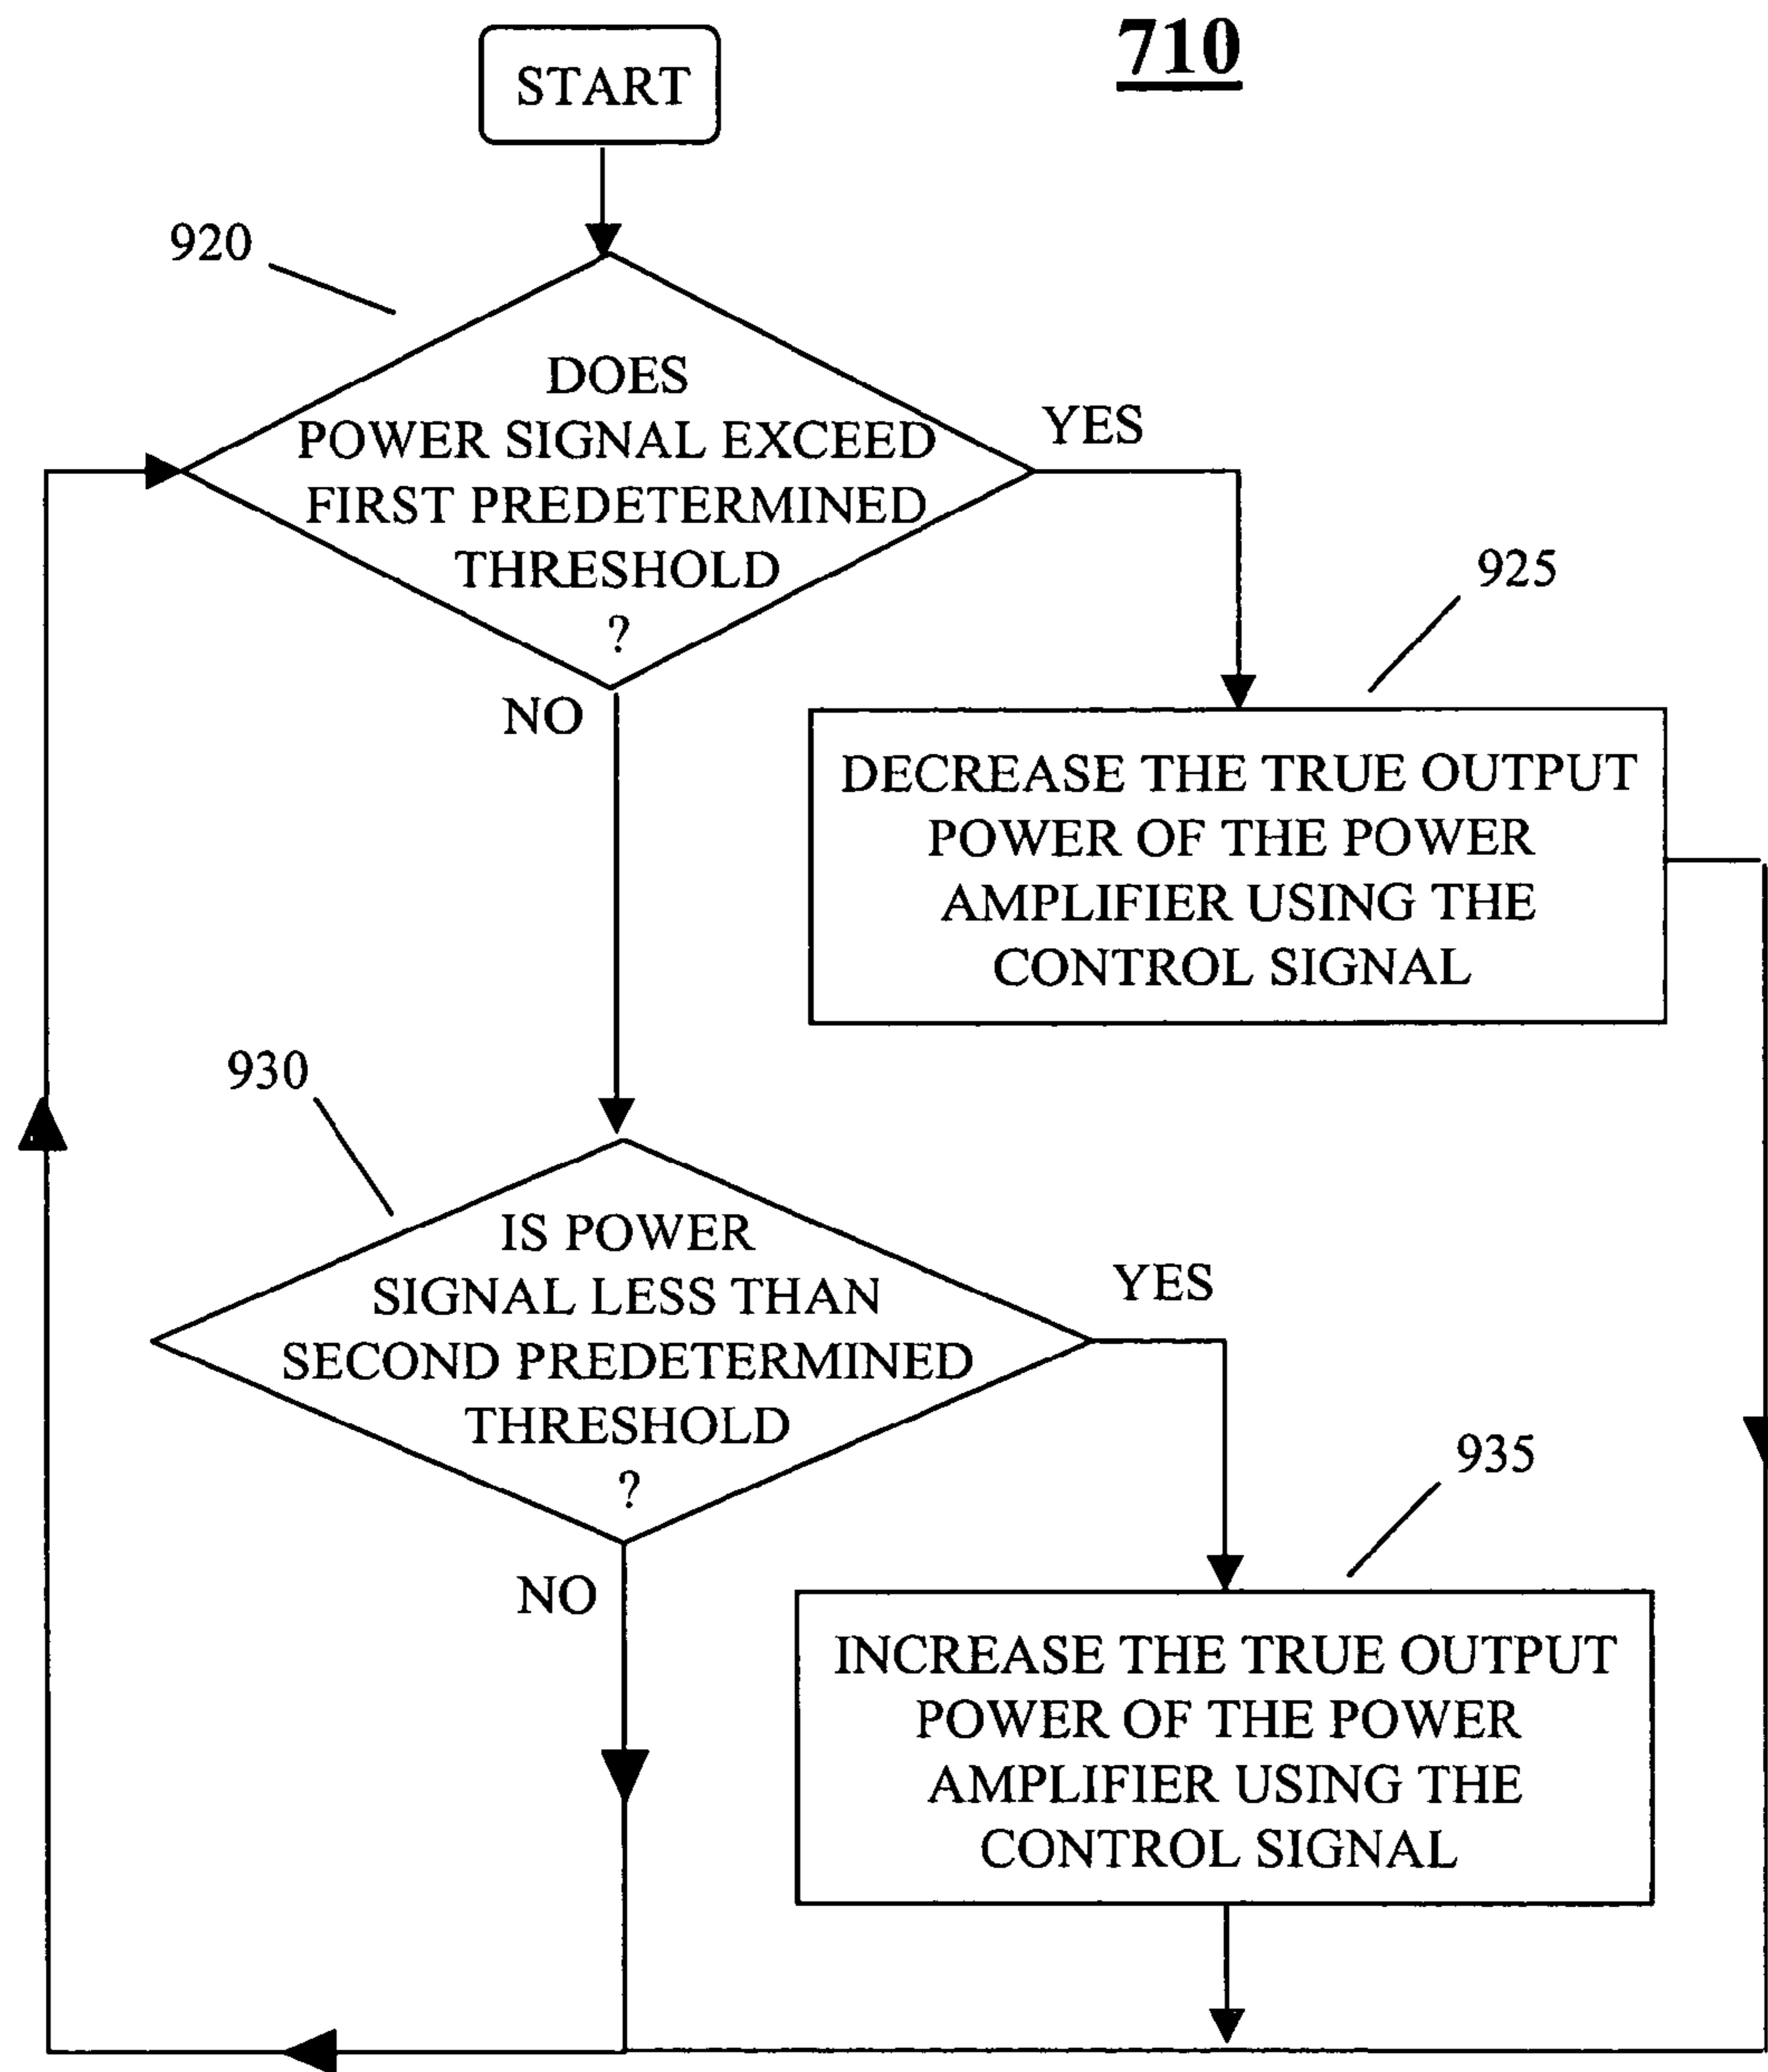 710
START
920
DOES
POWER SIGNAL EXCEED
FIRST PREDETERMINED
THRESHOLD
?
YES
NO
925
DECREASE THE TRUE OUTPUT
POWER OF THE POWER
AMPLIFIER USING THE
CONTROL SIGNAL
930
IS POWER
SIGNAL LESS THAN
SECOND PREDETERMINED
THRESHOLD
?
YES
NO
935
INCREASE THE TRUE OUTPUT
POWER OF THE POWER
AMPLIFIER USING THE
CONTROL SIGNAL